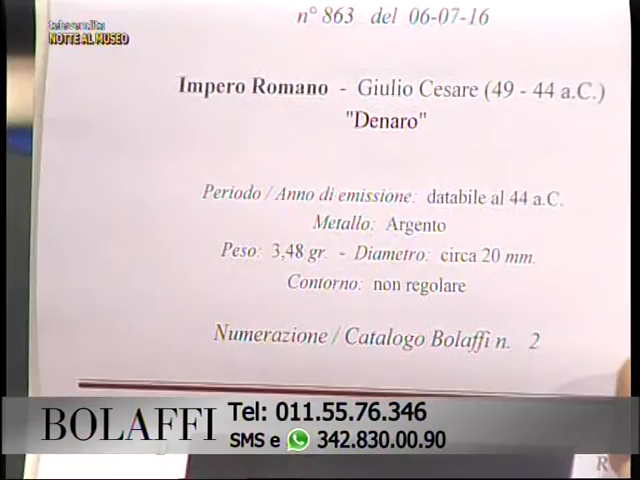 n° 863 del 06-07-16
televendita
NOTTE AL MUSEO
Impero Romano - Giulio Cesare (49 - 44 a.C.)
"Denaro"
Periodo / Anno di emissione: databile al 44 a.C.
Metallo: Argento
Peso: 3,48 gr. - Diametro: circa 20 mm.
Contorno: non regolare
Numerazione / Catalogo Bolaffi n. 2
BOLAFFI
Tel: 011.55.76.346
SMS e 342.830.00.90